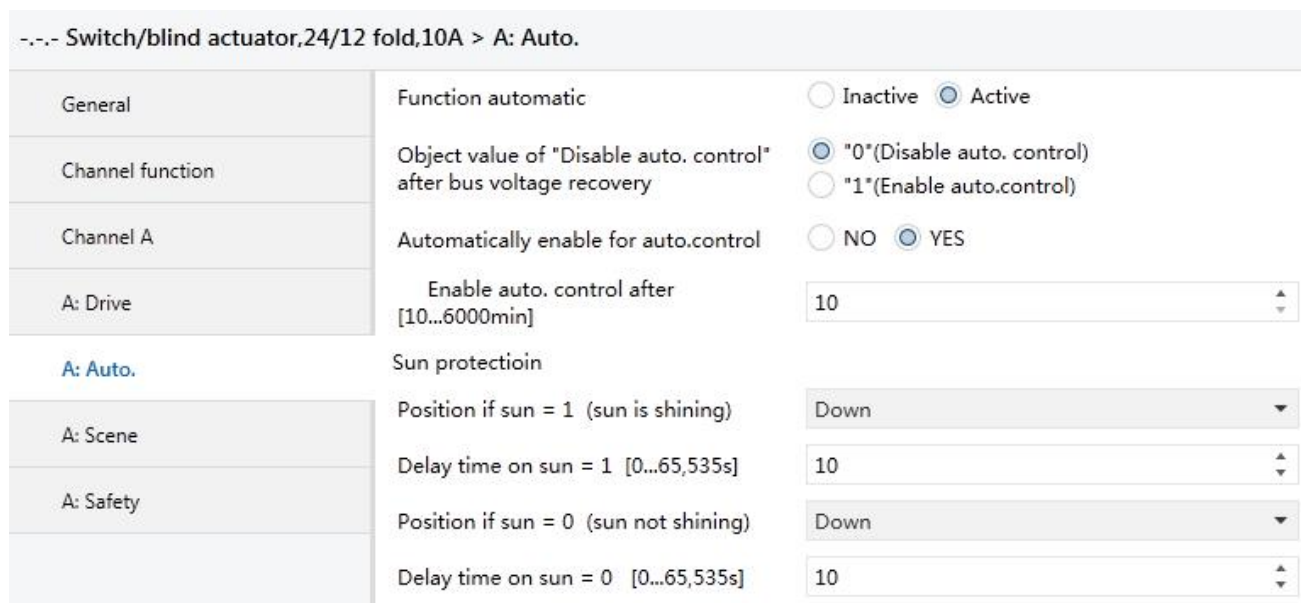 -.-.- Switch/blind actuator,24/12 fold,10A > A: Auto.
General
Channel function
Channel A
A: Drive
A: Auto.
A: Scene
A: Safety
Function automatic
Inactive Active
Object value of "Disable auto. control"
after bus voltage recovery
"0"(Disable auto. control)
"1"(Enable auto.control)
Automatically enable for auto.control
NO YES
Enable auto. control after
[10...6000min]
10
Sun protectioin
Position if sun = 1 (sun is shining)
Down
Delay time on sun = 1 [0...65,535s]
10
Position if sun = 0 (sun not shining)
Down
Delay time on sun = 0 [0...65,535s]
10